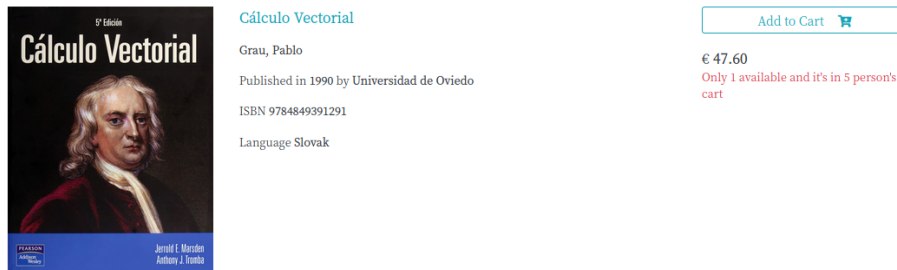 5ª Edición
Cálculo Vectorial
PEARSON
Addison
Wesley
Jerrold E. Marsden
Anthony J. Tromba
Cálculo Vectorial
Grau, Pablo
Published in 1990 by Universidad de Oviedo
ISBN 9784849391291
Language Slovak
Add to Cart
€ 47.60
Only 1 available and it's in 5 person's
cart